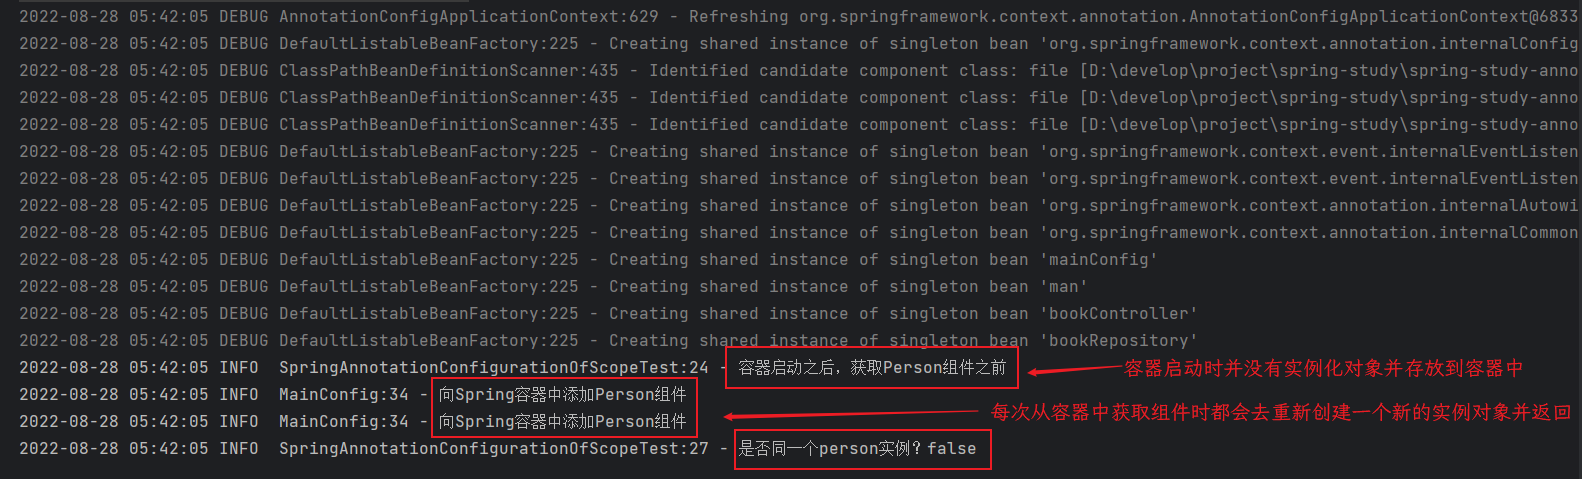 2022-08-28 05:42:05 DEBUG AnnotationConfigApplicationContext:629 - Refreshing org.springframework.context.annotation.AnnotationConfigApplicationContext@6833
2022-08-28 05:42:05 DEBUG DefaultListableBeanFactory:225 - Creating shared instance of singleton bean 'org.springframework.context.annotation.internalConfig
2022-08-28 05:42:05 DEBUG ClassPathBeanDefinitionScanner:435 - Identified candidate component class: file [D:\develop\project\spring-study\spring-study-anno
2022-08-28 05:42:05 DEBUG ClassPathBeanDefinitionScanner:435 - Identified candidate component class: file [D:\develop\project\spring-study\spring-study-anno
2022-08-28 05:42:05 DEBUG ClassPathBeanDefinitionScanner:435 - Identified candidate component class: file [D:\develop\project\spring-study\spring-study-anno
2022-08-28 05:42:05 DEBUG DefaultListableBeanFactory:225 - Creating shared instance of singleton bean 'org.springframework.context.event.internalEventListen
2022-08-28 05:42:05 DEBUG DefaultListableBeanFactory:225 - Creating shared instance of singleton bean 'org.springframework.context.event.internalEventListen
2022-08-28 05:42:05 DEBUG DefaultListableBeanFactory:225 - Creating shared instance of singleton bean 'org.springframework.context.annotation.internalAutowi
2022-08-28 05:42:05 DEBUG DefaultListableBeanFactory:225 - Creating shared instance of singleton bean 'org.springframework.context.annotation.internalCommon
2022-08-28 05:42:05 DEBUG DefaultListableBeanFactory:225 - Creating shared instance of singleton bean 'mainConfig'
2022-08-28 05:42:05 DEBUG DefaultListableBeanFactory:225 - Creating shared instance of singleton bean 'man'
2022-08-28 05:42:05 DEBUG DefaultListableBeanFactory:225 - Creating shared instance of singleton bean 'bookController'
2022-08-28 05:42:05 DEBUG DefaultListableBeanFactory:225 - Creating shared instance of singleton bean 'bookRepository'
2022-08-28 05:42:05 INFO  SpringAnnotationConfigurationOfScopeTest:24 - 容器启动之后，获取Person组件之前 容器启动时并没有实例化对象并存放到容器中
2022-08-28 05:42:05 INFO  MainConfig:34 - 向Spring容器中添加Person组件
2022-08-28 05:42:05 INFO  MainConfig:34 - 向Spring容器中添加Person组件 每次从容器中获取组件时都会去重新创建一个新的实例对象并返回
2022-08-28 05:42:05 INFO  SpringAnnotationConfigurationOfScopeTest:27 - 是否同一个person实例？false